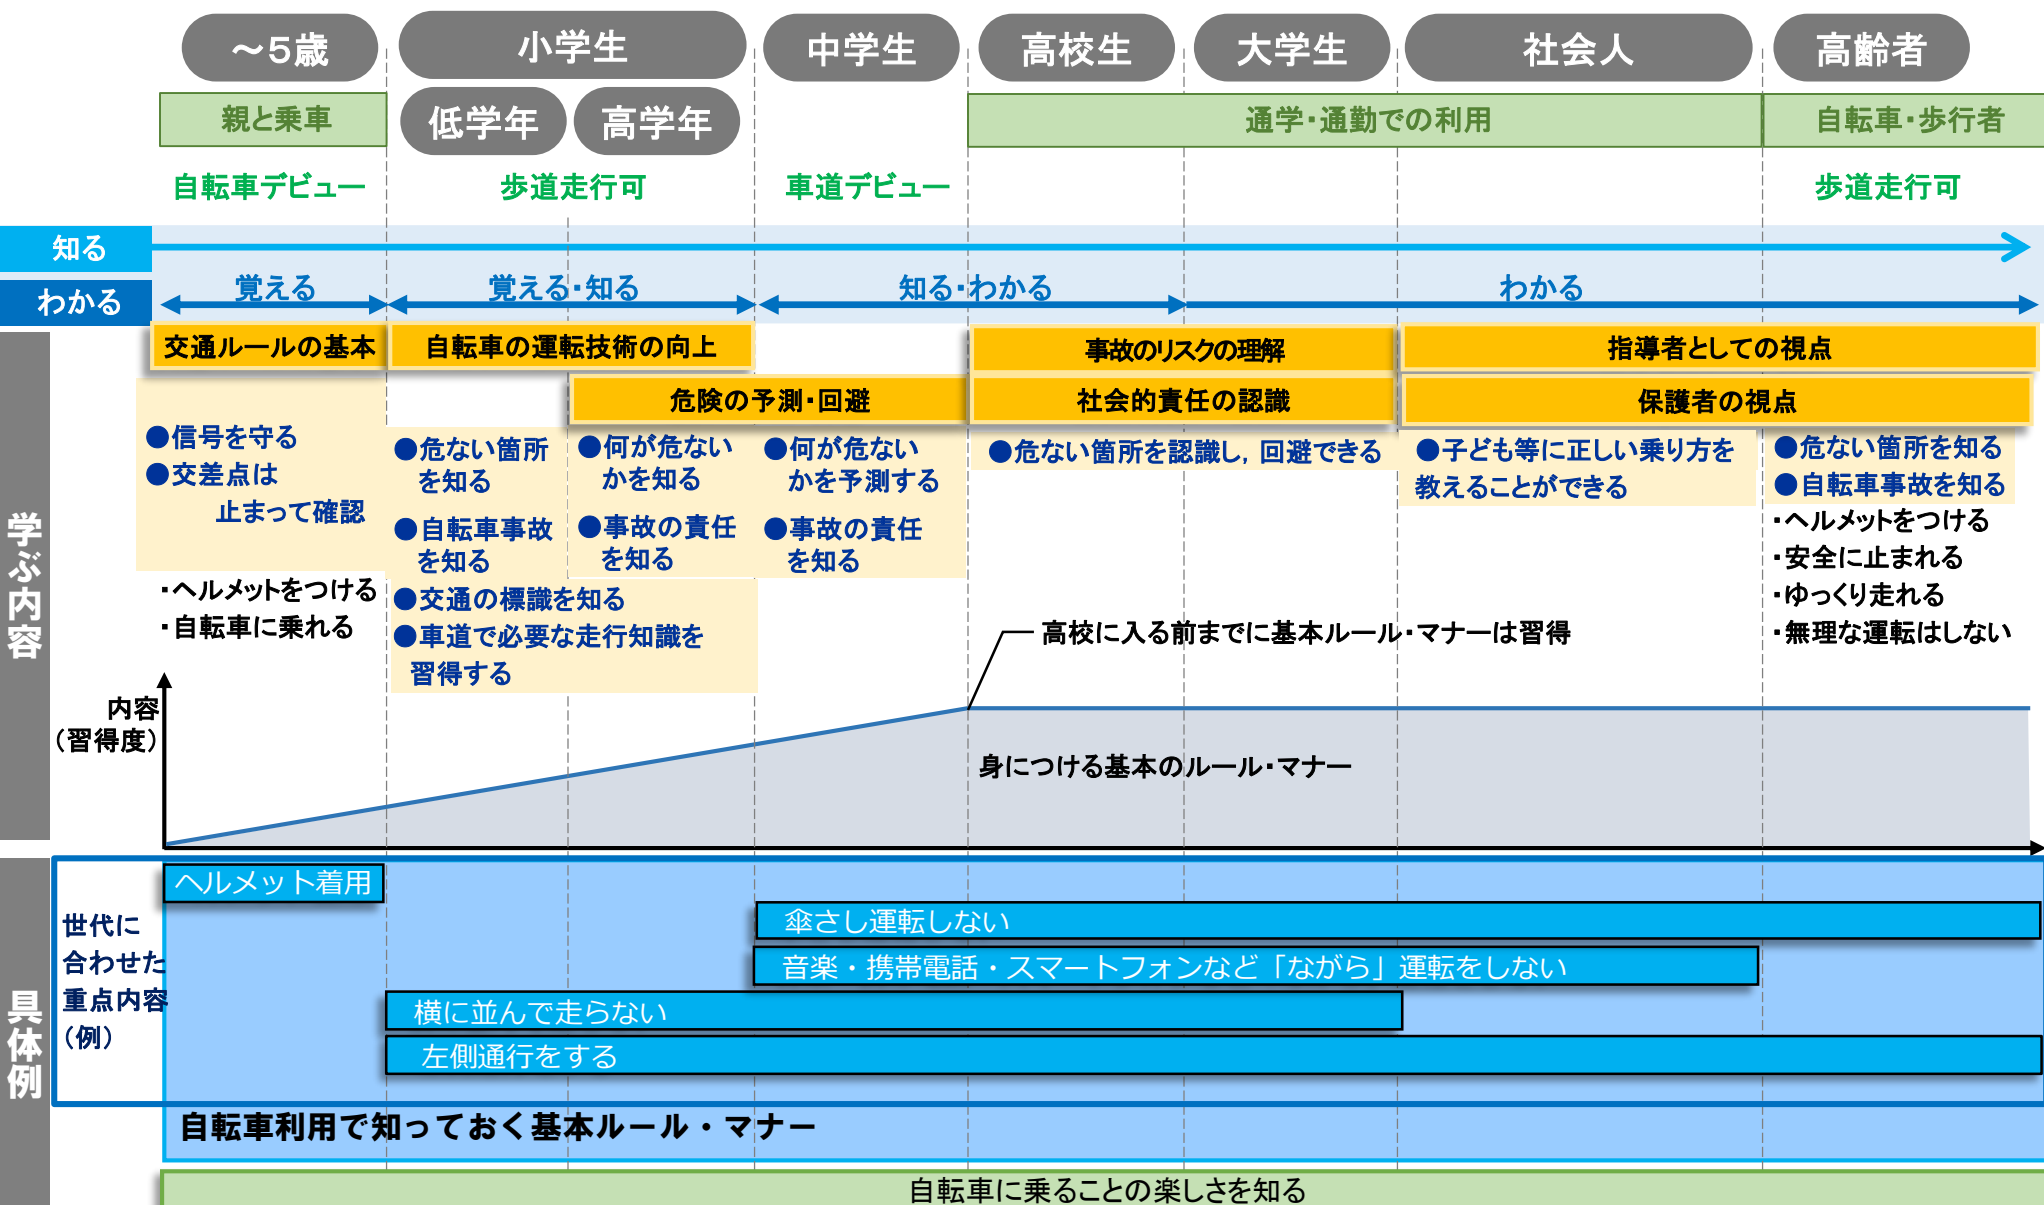 ～５歳
小学生
中学生
高校生
大学生
社会人
高齢者
親と乗車
低学年
高学年
通学・通勤での利用
自転車・歩行者
自転車デビュー
歩道走行可
車道デビュー
歩道走行可
知る
わかる
覚える
覚える・知る
知る・わかる
わかる
交通ルールの基本
自転車の運転技術の向上
事故のリスクの理解
指導者としての視点
危険の予測・回避
社会的責任の認識
保護者の視点
学ぶ内容
●信号を守る
●交差点は
止まって確認
・ヘルメットをつける
・自転車に乗れる
●危ない箇所
を知る
●自転車事故
を知る
●何が危ない
かを知る
●事故の責任
を知る
●交通の標識を知る
●車道で必要な走行知識を
習得する
●何が危ない
かを予測する
●事故の責任
を知る
●危ない箇所を認識し，回避できる
●子ども等に正しい乗り方を
教えることができる
●危ない箇所を知る
●自転車事故を知る
・ヘルメットをつける
・安全に止まれる
・ゆっくり走れる
・無理な運転はしない
高校に入る前までに基本ルール・マナーは習得
内容
（習得度）
身につける基本のルール・マナー
具体例
世代に
合わせた
重点内容
（例）
ヘルメット着用
傘さし運転しない
音楽・携帯電話・スマートフォンなど「ながら」運転をしない
横に並んで走らない
左側通行をする
自転車利用で知っておく基本ルール・マナー
自転車に乗ることの楽しさを知る